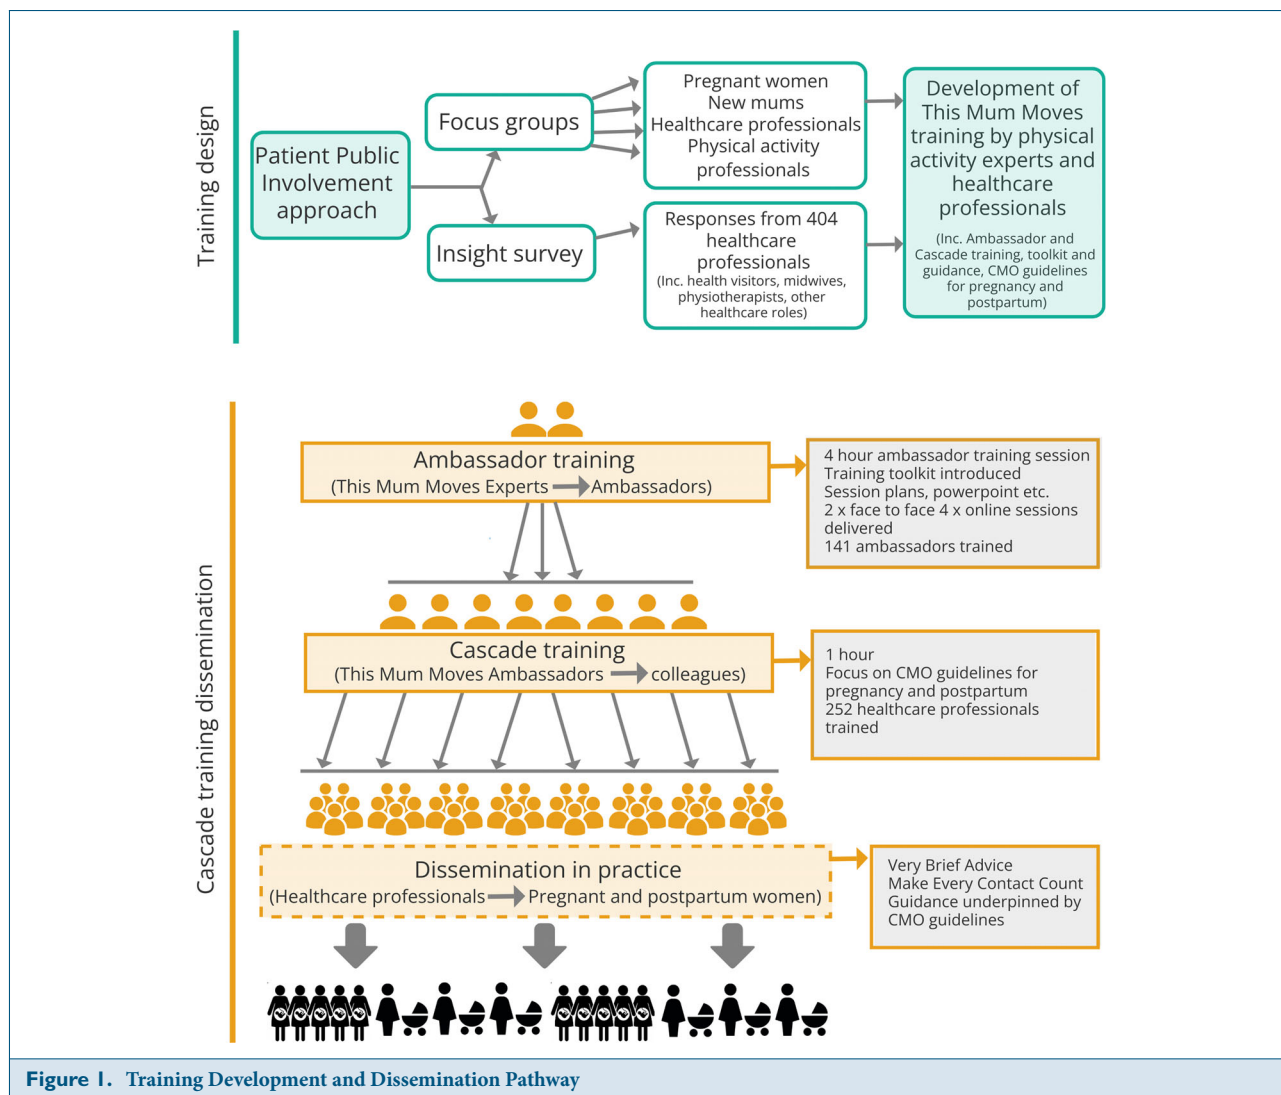 Training design
Patient Public
Involvement
approach
Focus groups
Insight survey
Pregnant women
New mums
Healthcare professionals
Physical activity
professionals
Responses from 404
healthcare
professionals
(Inc. health visitors, midwives,
physiotherapists, other
healthcare roles)
Development of
This Mum Moves
training by physical
activity experts and
healthcare
professionals
(Inc. Ambassador and
Cascade training, toolkit and
guidance, CMO guidelines
for pregnancy and
postpartum)
Cascade training dissemination
Ambassador training
(This Mum Moves Experts Ambassadors)
4 hour ambassador training session
Training toolkit introduced
Session plans, powerpoint etc.
2 x face to face 4 x online sessions
delivered
141 ambassadors trained
Cascade training
(This Mum Moves Ambassadors colleagues)
1 hour
Focus on CMO guidelines for
pregnancy and postpartum
252 healthcare professionals
trained
Dissemination in practice
(Healthcare professionals Pregnant and postpartum women)
Very Brief Advice
Make Every Contact Count
Guidance underpinned by
CMO guidelines
Figure 1. Training Development and Dissemination Pathway